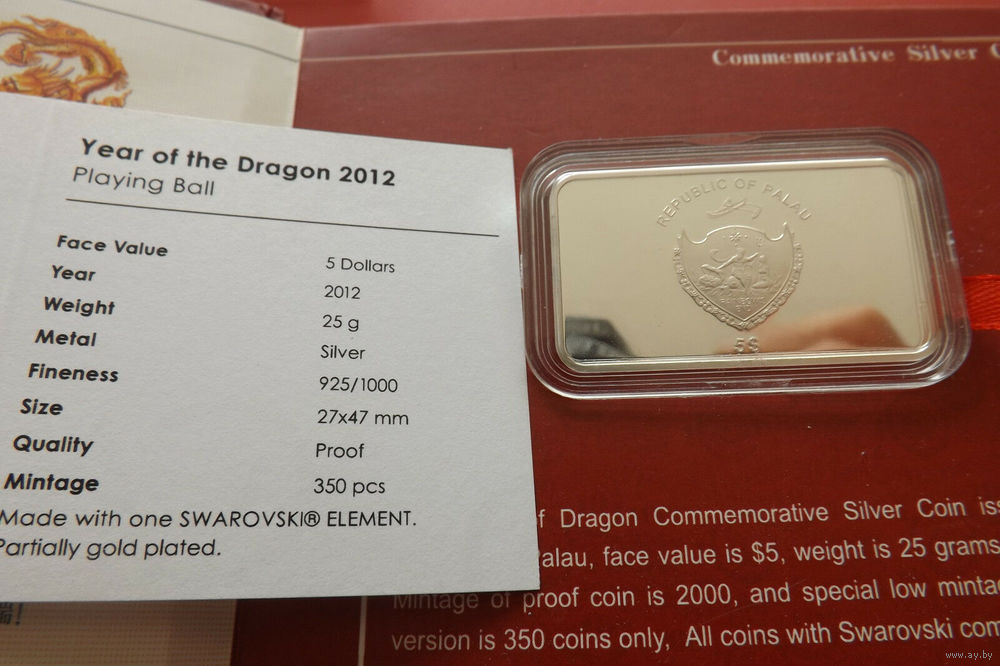 Commemorative Silver
Year of the Dragon 2012
Playing Ball
Face Value 5 Dollars
Year 2012
Weight 25 g
Metal Silver
Fineness 925/1000
Size 27x47 mm
Quality Proof
Mintage 350 pcs
Made with one SWAROVSKI® ELEMENT.
Partially gold plated.
REPUBLIC OF PALAU
5$
f Dragon Commemorative Silver Coin iss
Palau, face value is $5, weight is 25 grams
Mintage of proof coin is 2000, and special low minta
version is 350 coins only, All coins with Swarovski com
www.ay.by